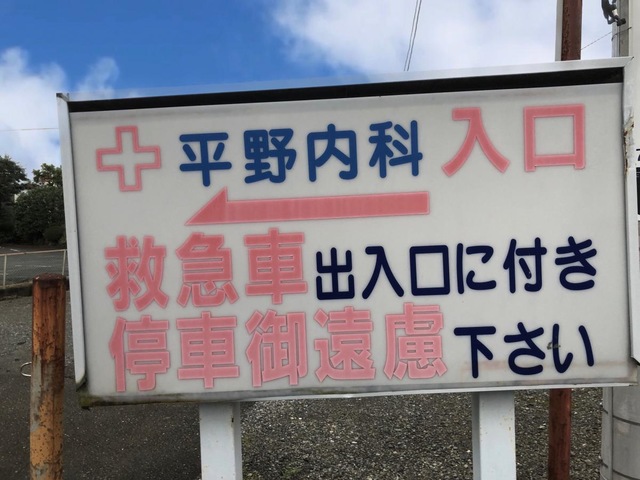 平野内科 入口
救急車出入口に付き
停車御遠慮下さい